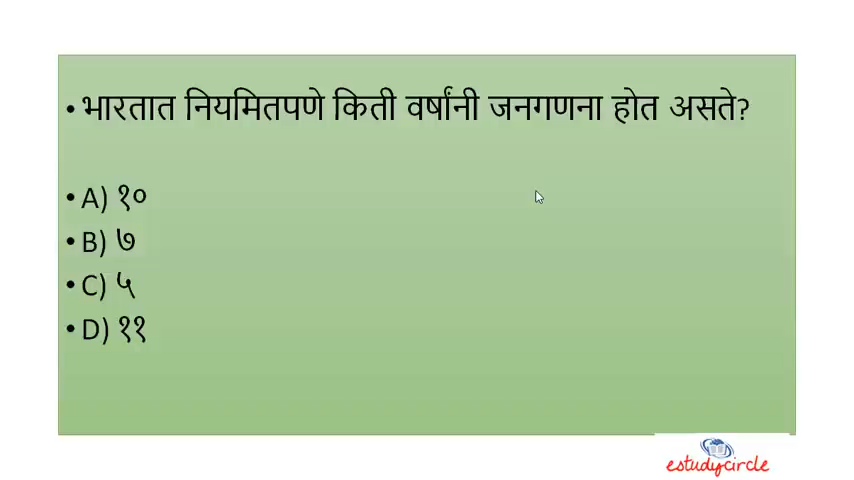 • भारतात नियमितपणे किती वर्षांनी जनगणना होत असते?
• A) १०
• B) ७
• C) ५
• D) ११
estudycircle